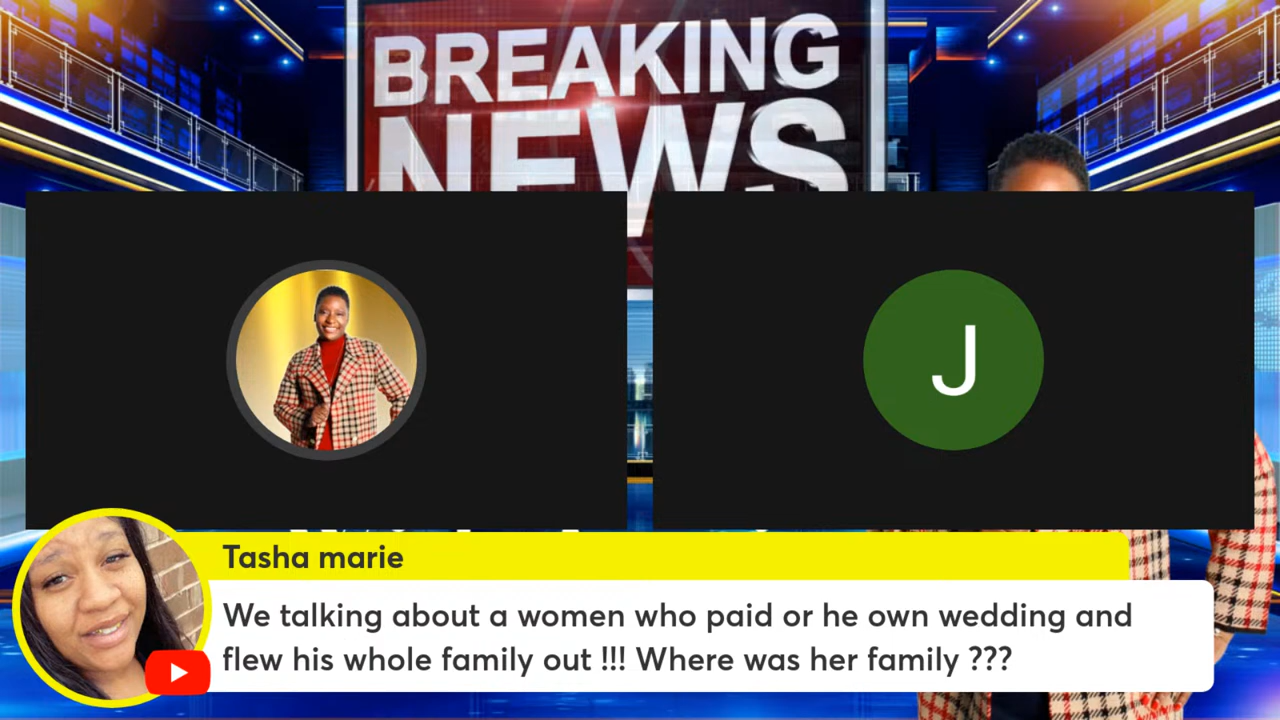 BREAKING
NEWS
J
Tasha marie
We talking about a women who paid or he own wedding and
flew his whole family out !!! Where was her family ???